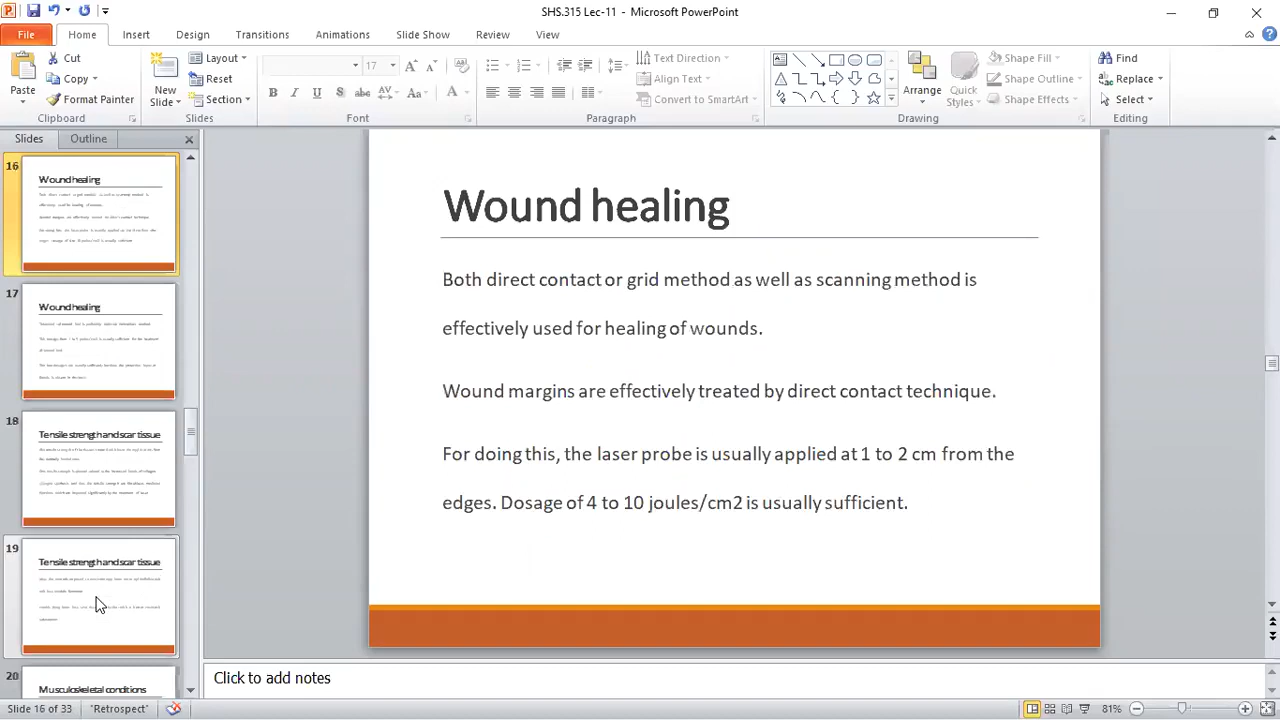 SHS.315 Lec-11 - Microsoft PowerPoint
File Home Insert Design Transitions Animations Slide Show Review View
Cut Layout 17 Text Direction Shape Fill Find
Copy Reset Align Text Shape Outline Replace
Paste Format Painter New Slide Section Convert to SmartArt Arrange Quick Styles Shape Effects Select
Clipboard Slides Font Paragraph Drawing Editing
Slides Outline
16
Wound healing
17
Wound healing
18
Tensile strength and scar tissue
19
Tensile strength and scar tissue
20
Musculoskeletal conditions
Wound healing
Both direct contact or grid method as well as scanning method is
effectively used for healing of wounds.
Wound margins are effectively treated by direct contact technique.
For doing this, the laser probe is usually applied at 1 to 2 cm from the
edges. Dosage of 4 to 10 joules/cm2 is usually sufficient.
Click to add notes
Slide 16 of 33 "Retrospect" 81%